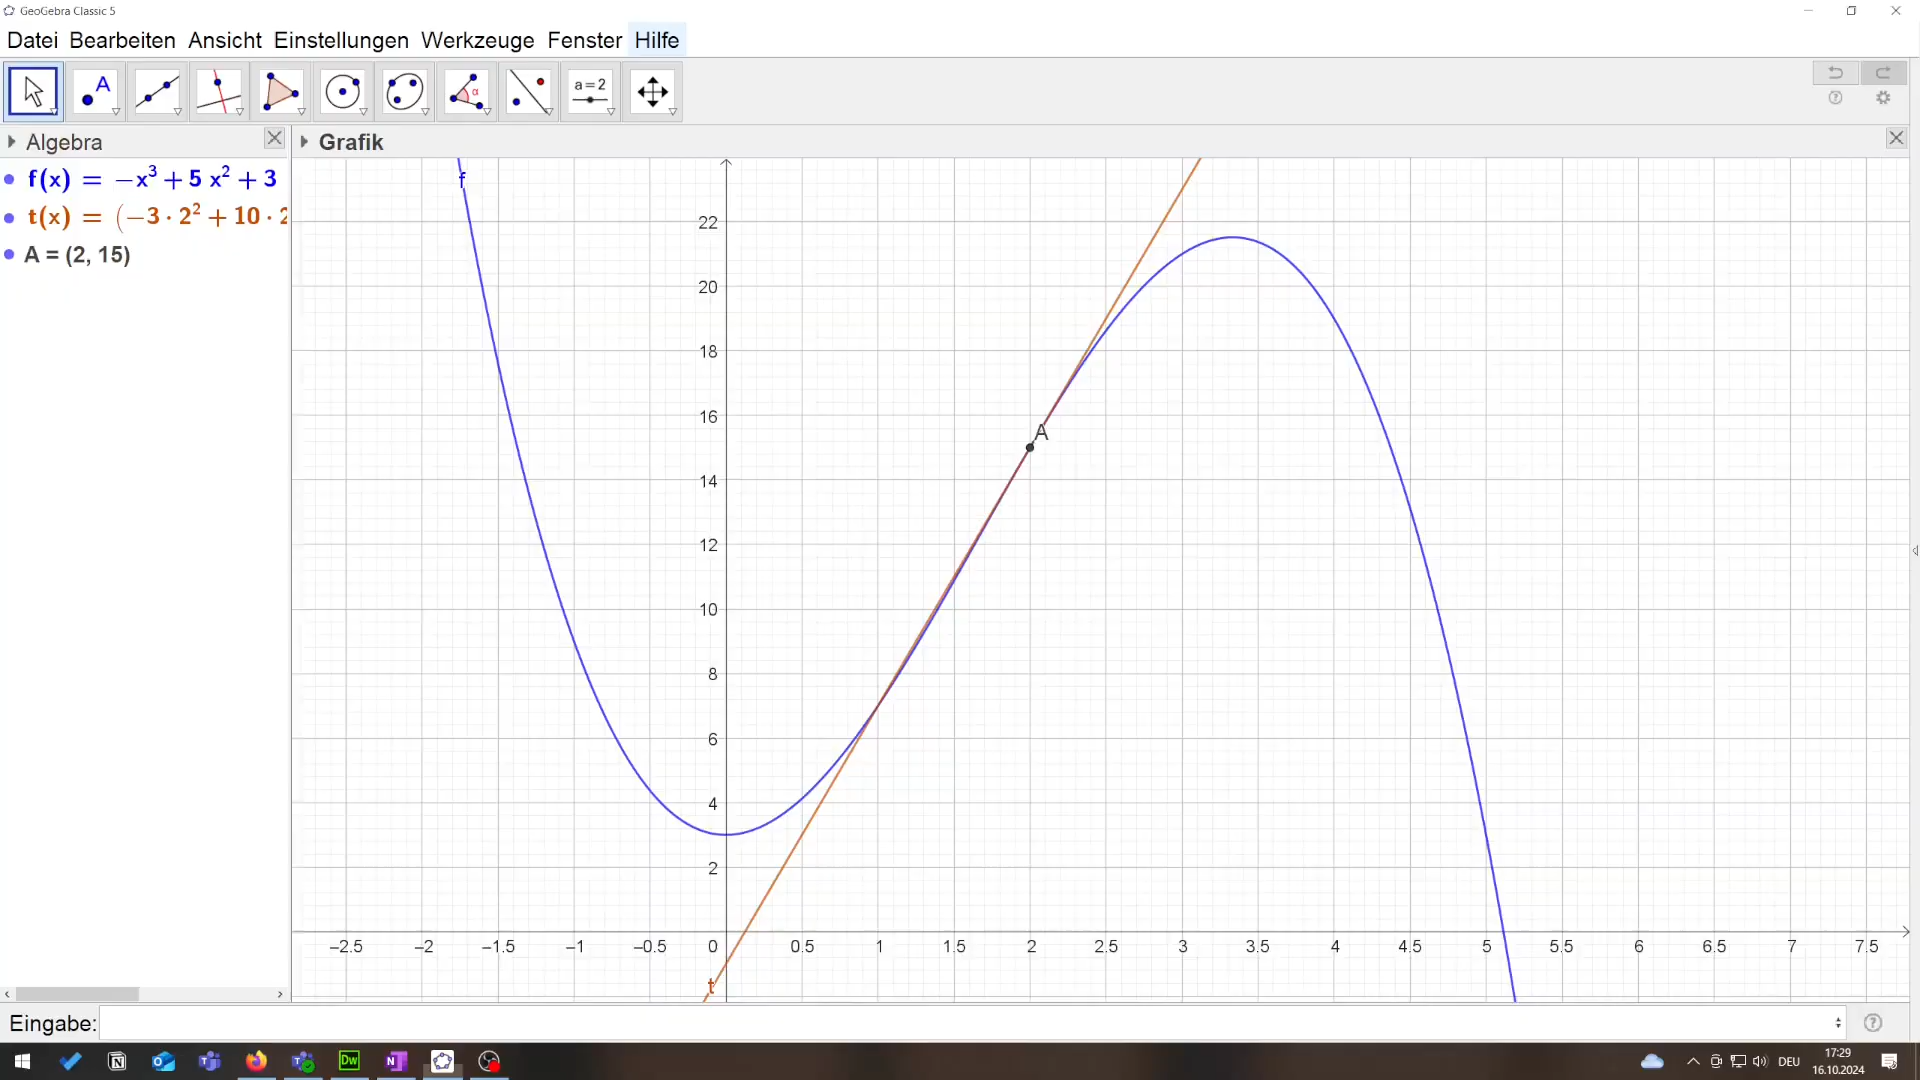 GeoGebra Classic 5
Datei Bearbeiten Ansicht Einstellungen Werkzeuge Fenster Hilfe
A
α
a=2
Algebra
Grafik
f(x) = −x³ + 5 x² + 3
t(x) = (−3 · 2² + 10 · 2
A = (2, 15)
f
22
20
18
16
A
14
12
10
8
6
4
2
−2.5 −2 −1.5 −1 −0.5 0 0.5 1 1.5 2 2.5 3 3.5 4 4.5 5 5.5 6 6.5 7 7.5
t
Eingabe:
Dw
DEU
17:29
16.10.2024